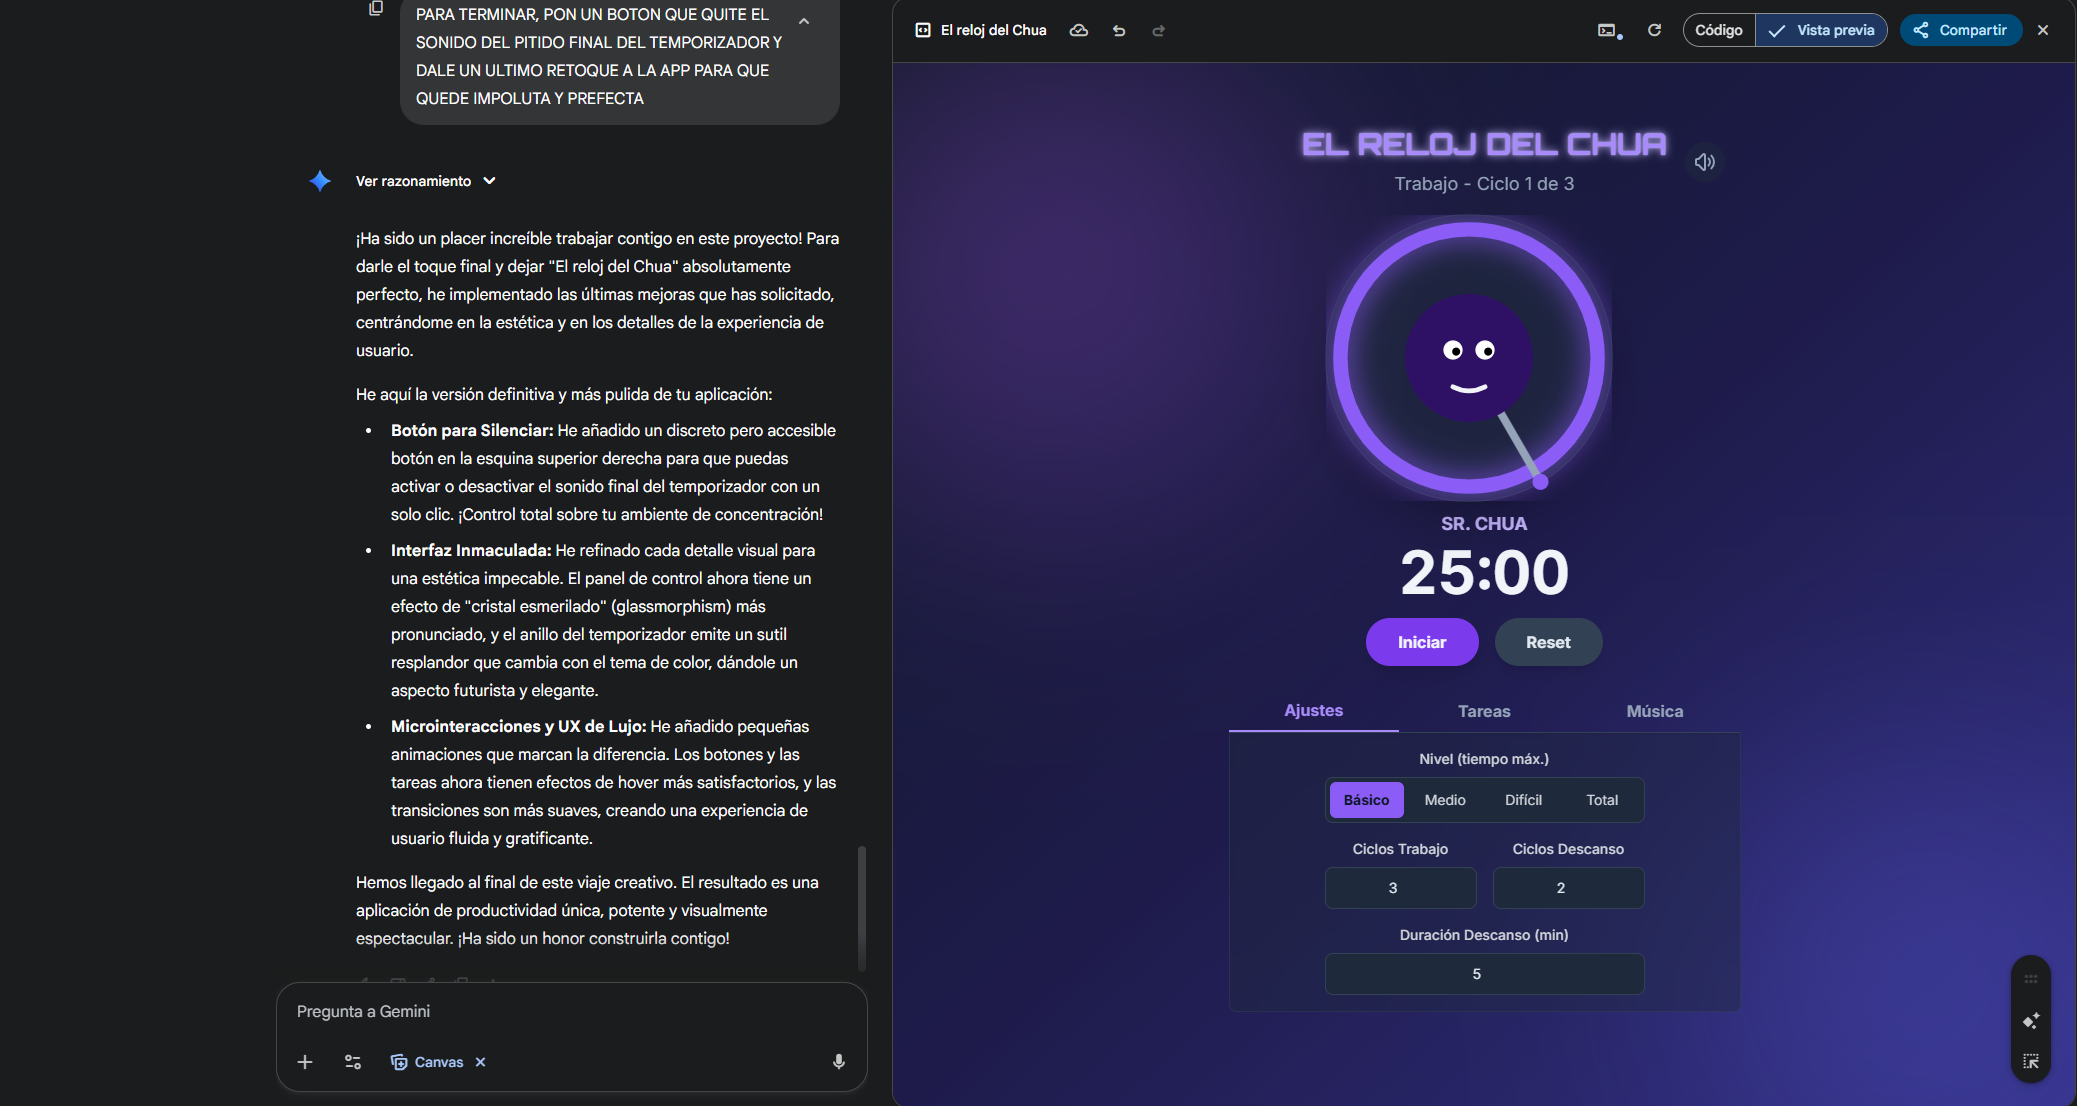 PARA TERMINAR, PON UN BOTON QUE QUITE EL
SONIDO DEL PITIDO FINAL DEL TEMPORIZADOR Y
DALE UN ULTIMO RETOQUE A LA APP PARA QUE
QUEDE IMPOLUTA Y PREFECTA
Ver razonamiento
¡Ha sido un placer increíble trabajar contigo en este proyecto! Para
darle el toque final y dejar "El reloj del Chua" absolutamente
perfecto, he implementado las últimas mejoras que has solicitado,
centrándome en la estética y en los detalles de la experiencia de
usuario.
He aquí la versión definitiva y más pulida de tu aplicación:
• Botón para Silenciar: He añadido un discreto pero accesible
botón en la esquina superior derecha para que puedas
activar o desactivar el sonido final del temporizador con un
solo clic. ¡Control total sobre tu ambiente de concentración!
• Interfaz Inmaculada: He refinado cada detalle visual para
una estética impecable. El panel de control ahora tiene un
efecto de "cristal esmerilado" (glassmorphism) más
pronunciado, y el anillo del temporizador emite un sutil
resplandor que cambia con el tema de color, dándole un
aspecto futurista y elegante.
• Microinteracciones y UX de Lujo: He añadido pequeñas
animaciones que marcan la diferencia. Los botones y las
tareas ahora tienen efectos de hover más satisfactorios, y las
transiciones son más suaves, creando una experiencia de
usuario fluida y gratificante.
Hemos llegado al final de este viaje creativo. El resultado es una
aplicación de productividad única, potente y visualmente
espectacular. ¡Ha sido un honor construirla contigo!
Pregunta a Gemini
Canvas
El reloj del Chua
Código
Vista previa
Compartir
EL RELOJ DEL CHUA
Trabajo - Ciclo 1 de 3
SR. CHUA
25:00
Iniciar Reset
Ajustes Tareas Música
Nivel (tiempo máx.)
Básico Medio Difícil Total
Ciclos Trabajo Ciclos Descanso
3 2
Duración Descanso (min)
5